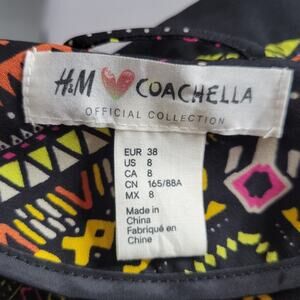 H&M COACHELLA
OFFICIAL COLLECTION
EUR 38
US 8
CA 8
CN 165/88A
MX 8
Made in
China
Fabriqué en
Chine